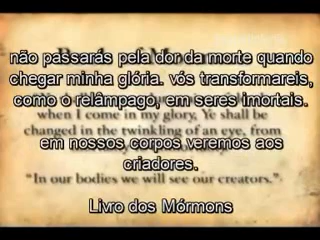 não passarás pela dor da morte quando
chegar minha glória. vós transformareis,
como o relâmpago, em seres imortais.
when I come in my glory, Ye shall be
changed in the twinkling of an eye, from
em nossos corpos veremos aos
criadores.
"In our bodies we will see our creators."
Livro dos Mórmons